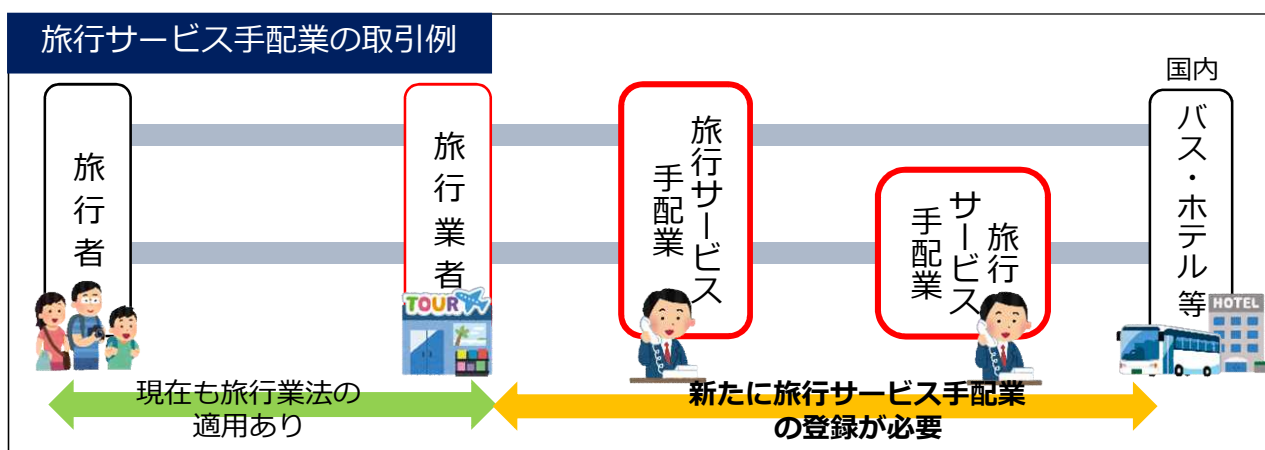 旅行サービス手配業の取引例
国内
旅行者
旅行業者
旅行サービス
手配業
旅行
サービス
手配業
バス・ホテル等
TOUR
HOTEL
現在も旅行業法の
適用あり
新たに旅行サービス手配業
の登録が必要